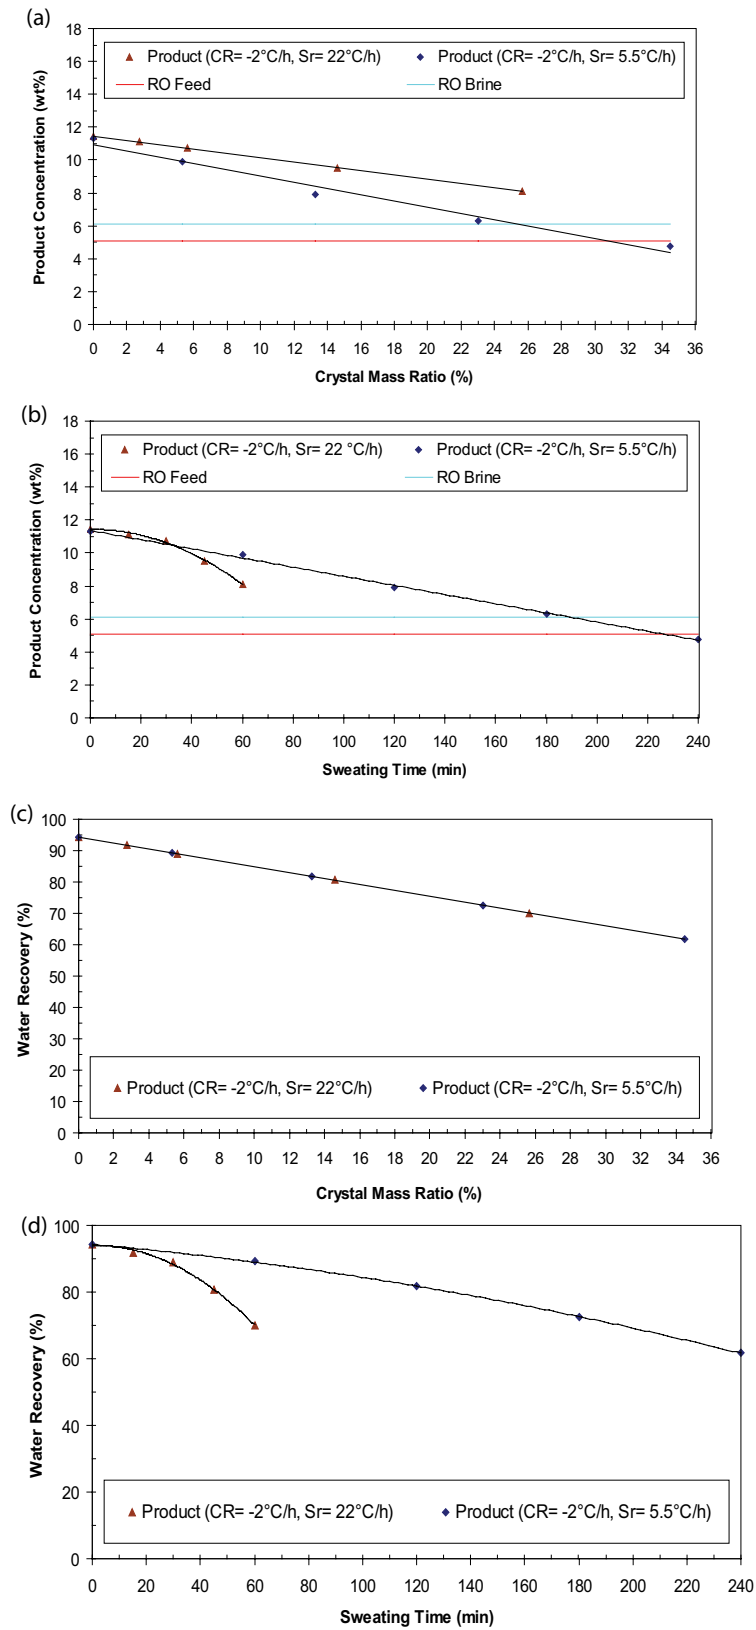 (a)
18
16
14
12
10
8
6
4
2
0
Product Concentration (wt%)
Product (CR= -2°C/h, Sr= 22°C/h)
Product (CR= -2°C/h, Sr= 5.5°C/h)
RO Feed
RO Brine
0 2 4 6 8 10 12 14 16 18 20 22 24 26 28 30 32 34 36
Crystal Mass Ratio (%)
(b)
18
16
14
12
10
8
6
4
2
0
Product Concentration (wt%)
Product (CR= -2°C/h, Sr= 22 °C/h)
Product (CR= -2°C/h, Sr= 5.5°C/h)
RO Feed
RO Brine
0 20 40 60 80 100 120 140 160 180 200 220 240
Sweating Time (min)
(c)
100
90
80
70
60
50
40
30
20
10
0
Water Recovery (%)
Product (CR= -2°C/h, Sr= 22°C/h)
Product (CR= -2°C/h, Sr= 5.5°C/h)
0 2 4 6 8 10 12 14 16 18 20 22 24 26 28 30 32 34 36
Crystal Mass Ratio (%)
(d)
100
80
60
40
20
0
Water Recovery (%)
Product (CR= -2°C/h, Sr= 22°C/h)
Product (CR= -2°C/h, Sr= 5.5°C/h)
0 20 40 60 80 100 120 140 160 180 200 220 240
Sweating Time (min)